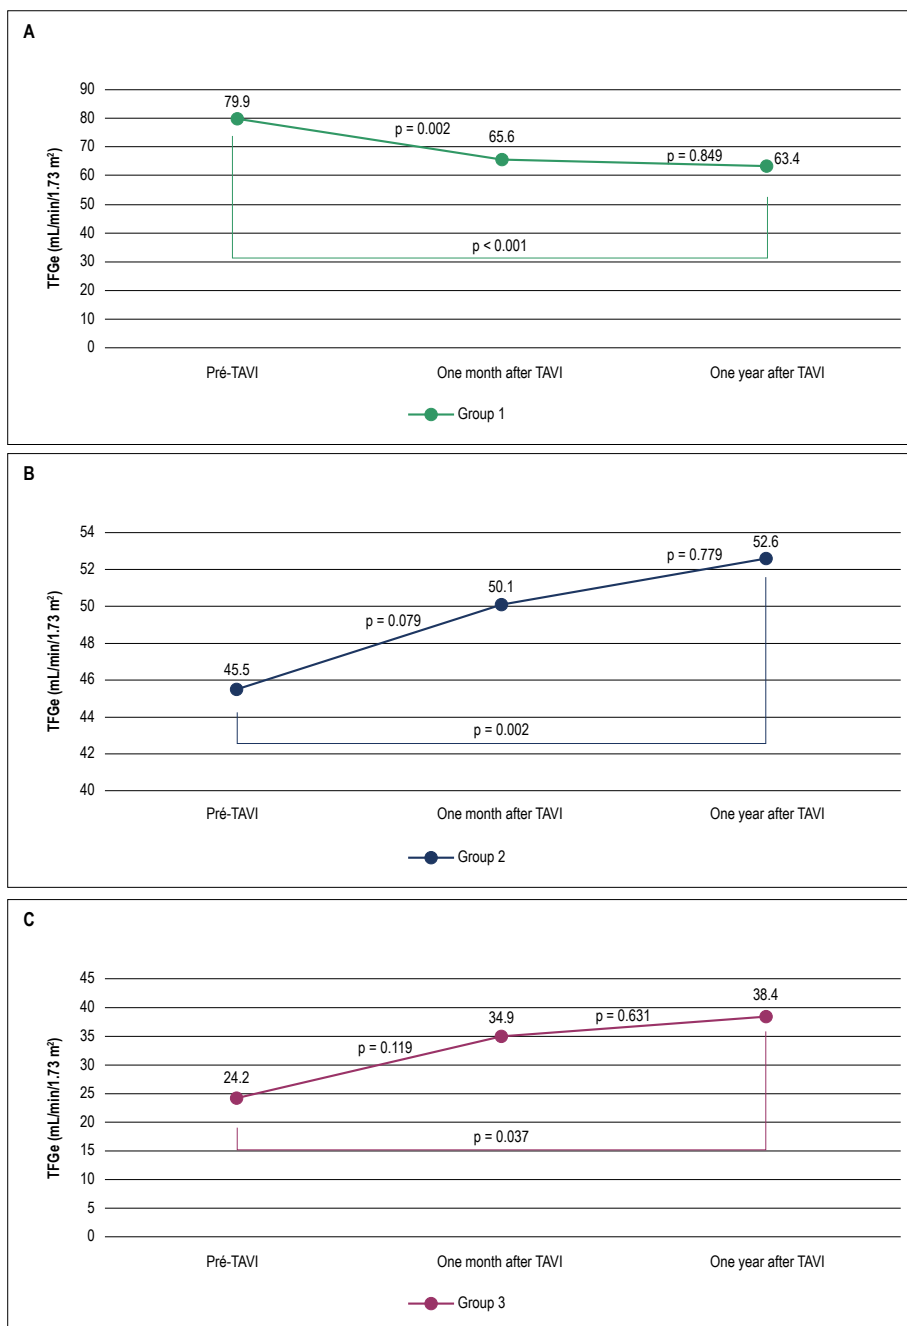 A
TFGe (mL/min/1.73 m²)
90
80
70
60
50
40
30
20
10
0
79.9
p = 0.002
65.6
p = 0.849
63.4
p < 0.001
Pré-TAVI
One month after TAVI
One year after TAVI
Group 1
B
TFGe (mL/min/1.73 m²)
54
52
50
48
46
44
42
40
45.5
p = 0.079
50.1
p = 0.779
52.6
p = 0.002
Pré-TAVI
One month after TAVI
One year after TAVI
Group 2
C
TFGe (mL/min/1.73 m²)
45
40
35
30
25
20
15
10
5
0
24.2
p = 0.119
34.9
p = 0.631
38.4
p = 0.037
Pré-TAVI
One month after TAVI
One year after TAVI
Group 3